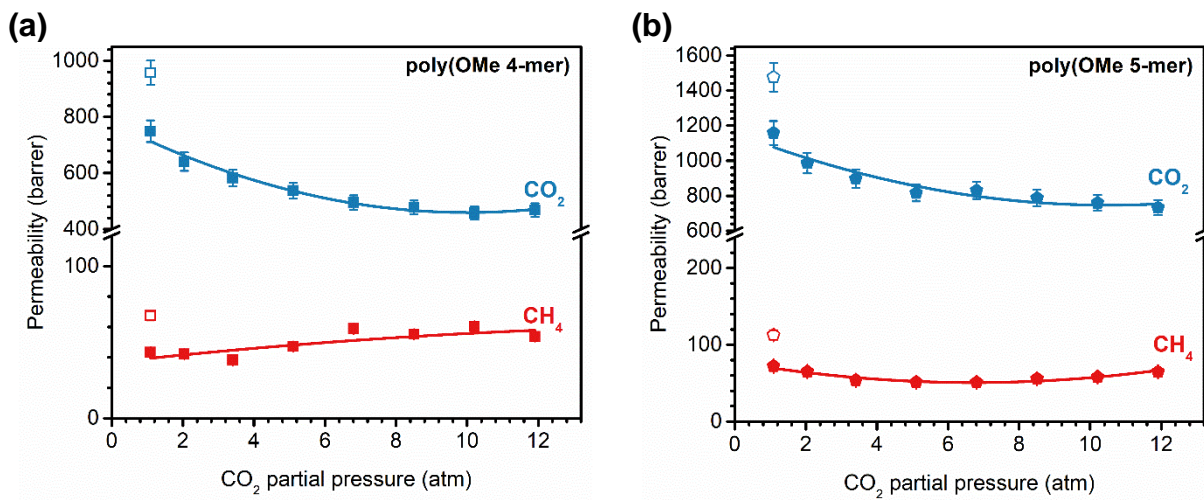 (a)
poly(OMe 4-mer)
Permeability (barrer)
1000
800
600
400
100
0
CO₂
CH₄
0 2 4 6 8 10 12
CO₂ partial pressure (atm)
(b)
poly(OMe 5-mer)
Permeability (barrer)
1600
1400
1200
1000
800
600
200
100
0
CO₂
CH₄
0 2 4 6 8 10 12
CO₂ partial pressure (atm)